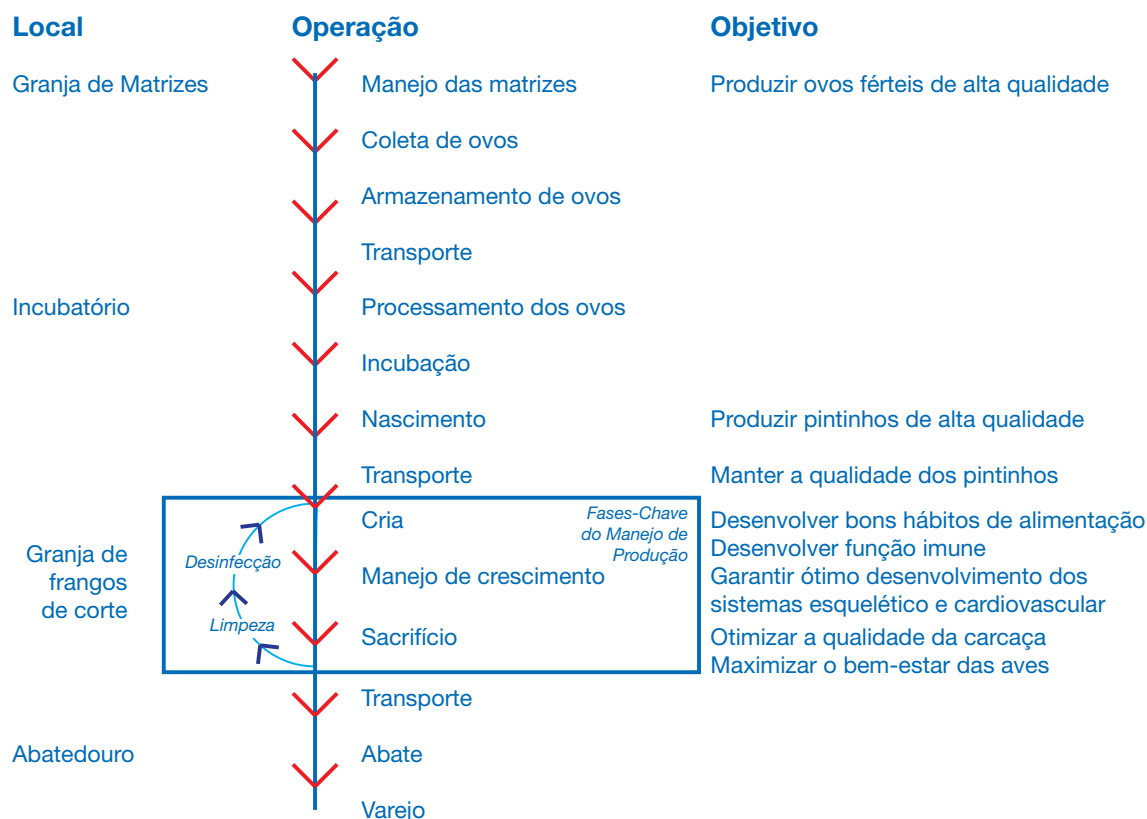 Local
Operação
Objetivo
Granja de Matrizes
Manejo das matrizes
Produzir ovos férteis de alta qualidade
Coleta de ovos
Armazenamento de ovos
Transporte
Incubatório
Processamento dos ovos
Incubação
Nascimento
Produzir pintinhos de alta qualidade
Transporte
Manter a qualidade dos pintinhos
Granja de
frangos
de corte
Desinfecção
Limpeza
Cria
Fases-Chave
do Manejo de
Produção
Desenvolver bons hábitos de alimentação
Desenvolver função imune
Manejo de crescimento
Garantir ótimo desenvolvimento dos
sistemas esquelético e cardiovascular
Sacrifício
Otimizar a qualidade da carcaça
Maximizar o bem-estar das aves
Transporte
Abatedouro
Abate
Varejo